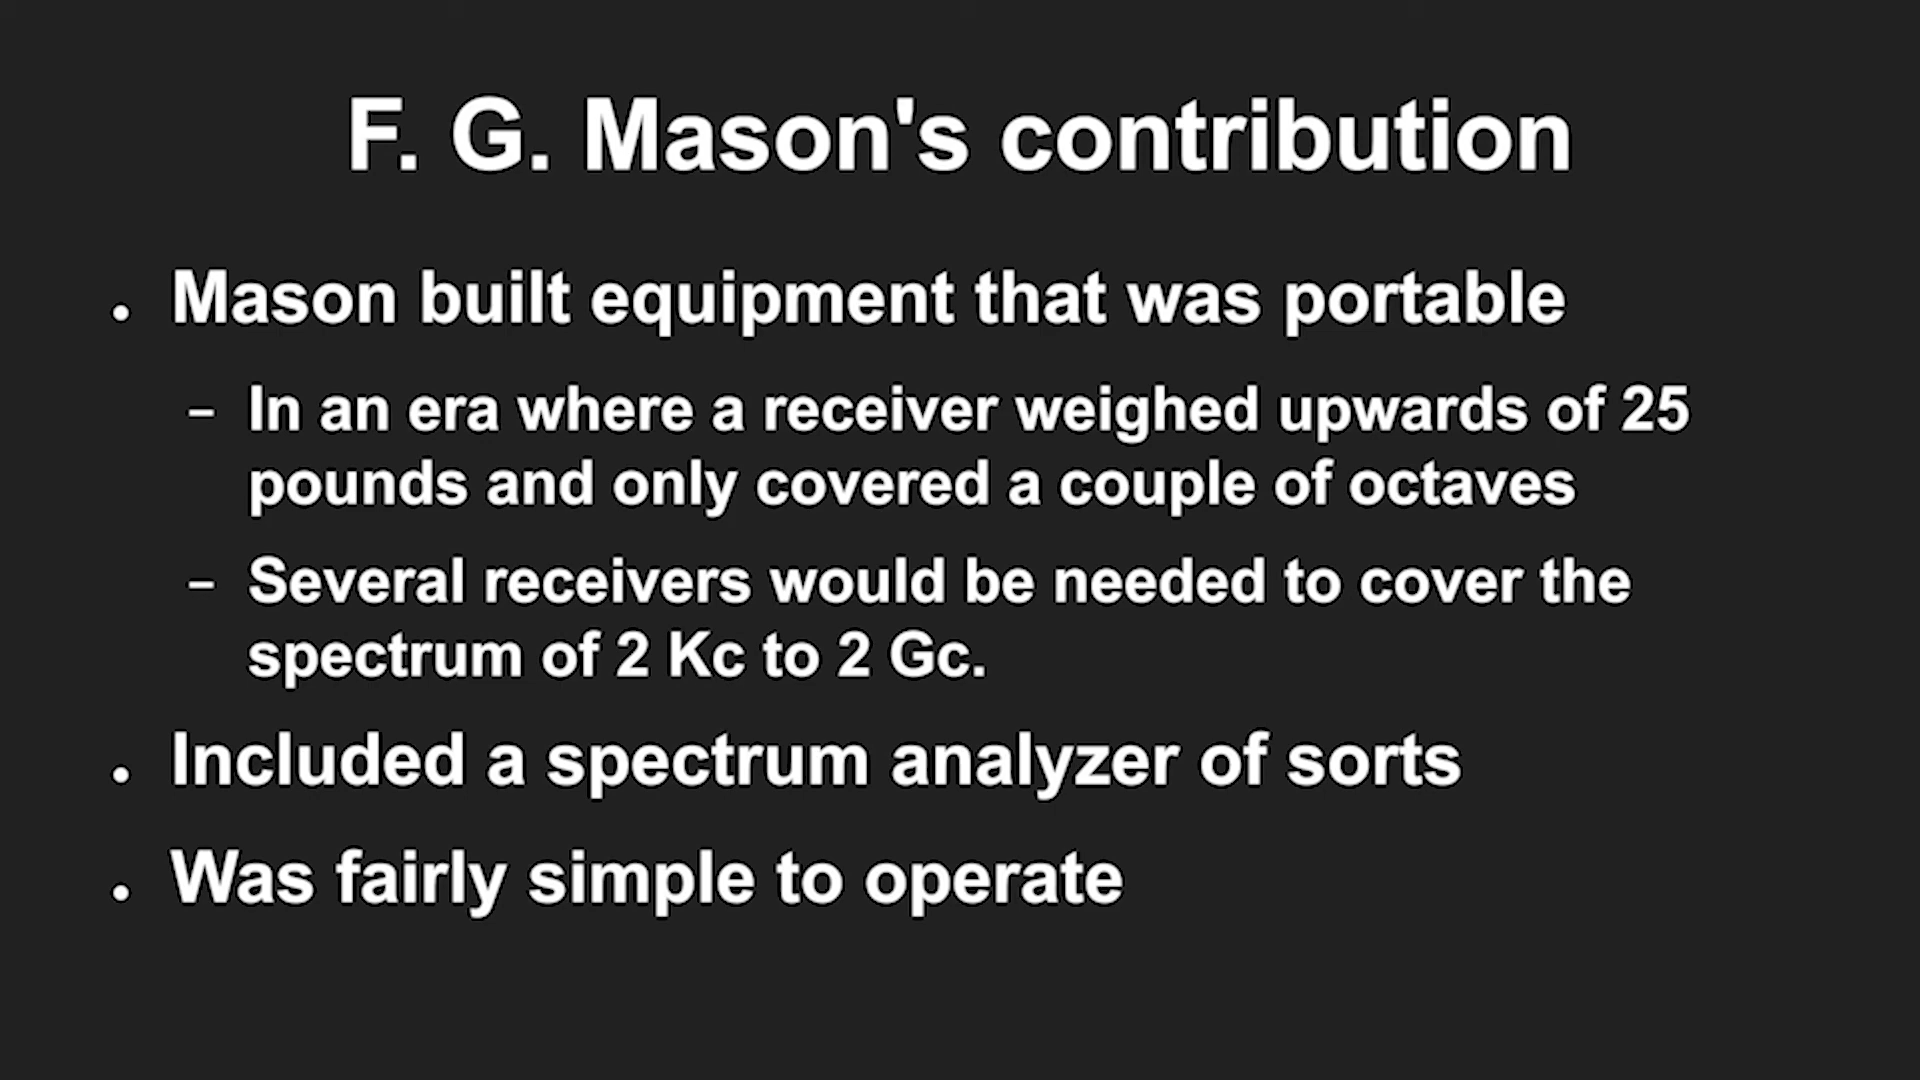 F. G. Mason's contribution
• Mason built equipment that was portable
– In an era where a receiver weighed upwards of 25
pounds and only covered a couple of octaves
– Several receivers would be needed to cover the
spectrum of 2 Kc to 2 Gc.
• Included a spectrum analyzer of sorts
• Was fairly simple to operate